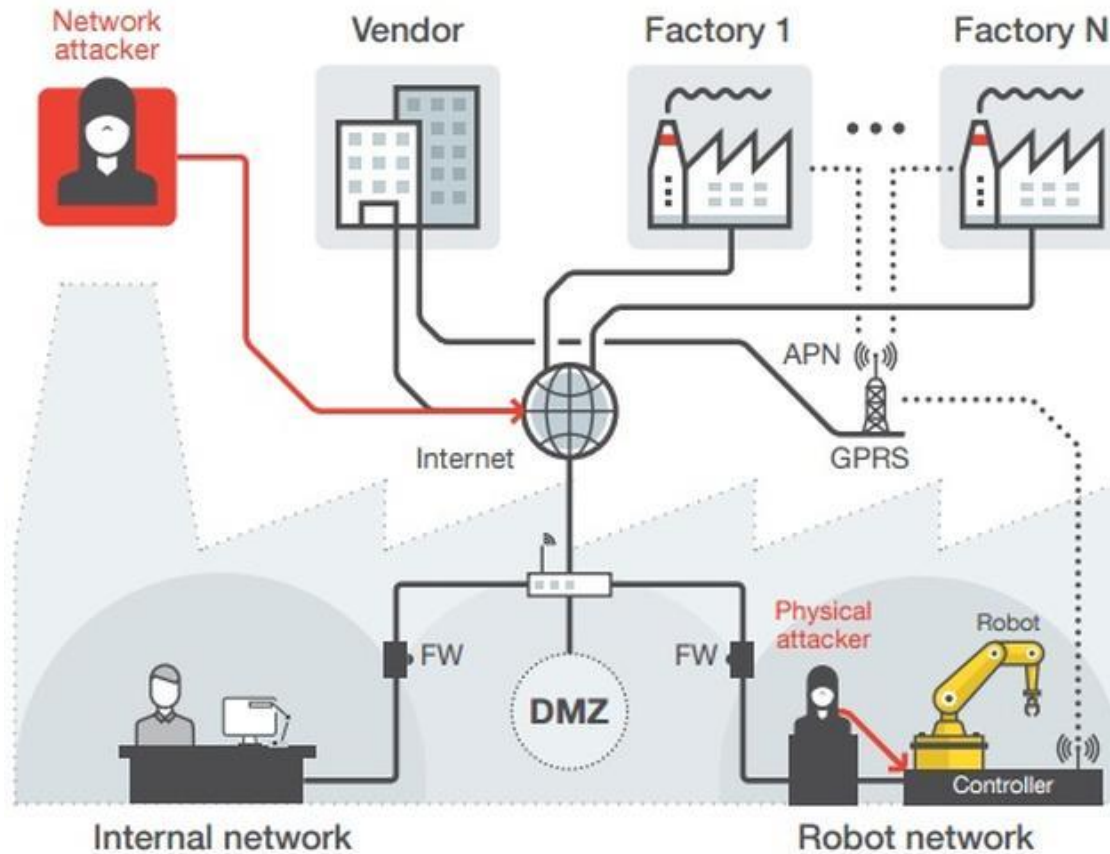 Network
attacker
Vendor
Factory 1
Factory N
APN
Internet
GPRS
Physical
attacker
Robot
FW
FW
DMZ
Controller
Internal network
Robot network